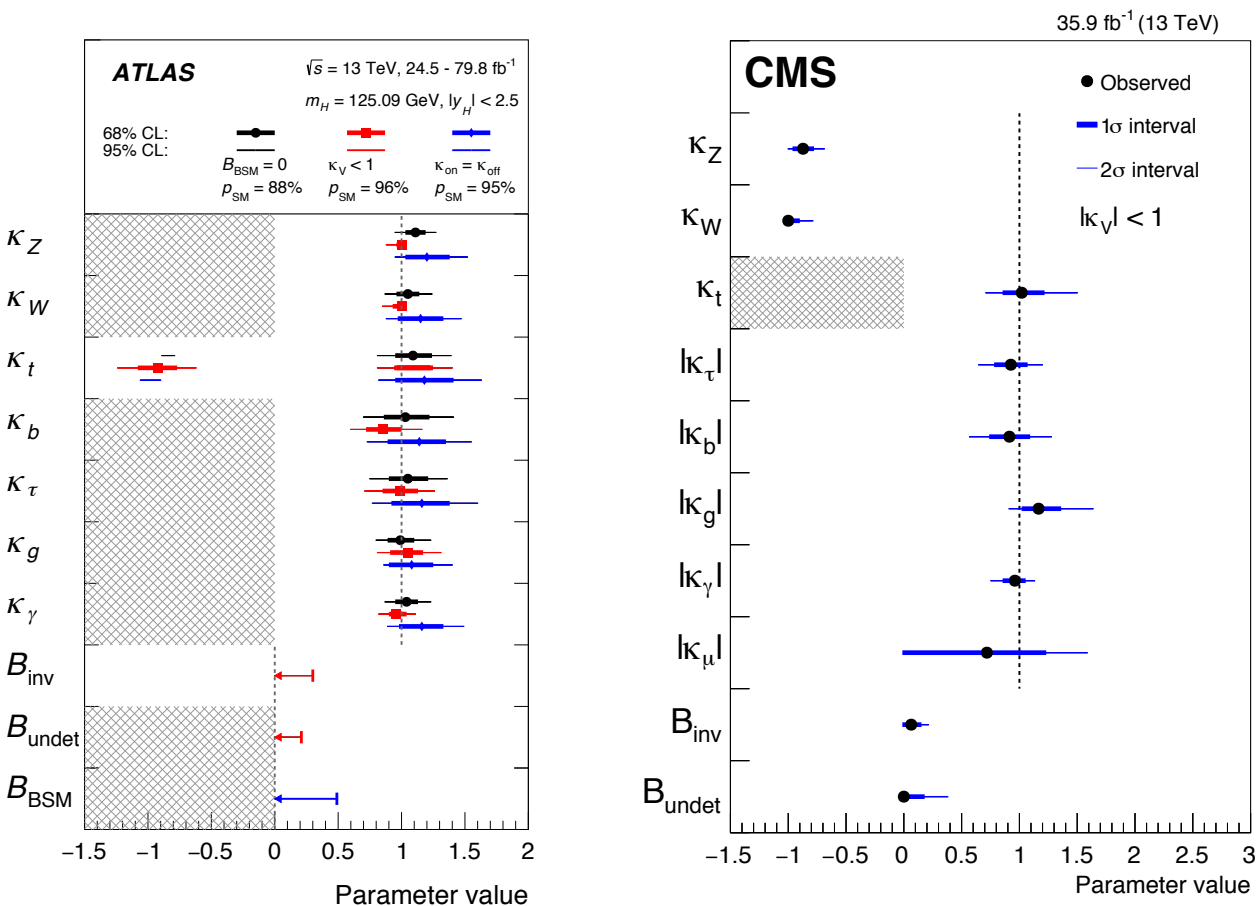 ATLAS
√s = 13 TeV, 24.5 - 79.8 fb⁻¹
m_H = 125.09 GeV, |y_H| < 2.5
68% CL:
95% CL:
B_BSM = 0 κ_V < 1 κ_on = κ_off
p_SM = 88% p_SM = 96% p_SM = 95%
κ_Z
κ_W
κ_t
κ_b
κ_τ
κ_g
κ_γ
B_inv
B_undet
B_BSM
−1.5 −1 −0.5 0 0.5 1 1.5 2
Parameter value
35.9 fb⁻¹ (13 TeV)
CMS
Observed
1σ interval
2σ interval
|κ_V| < 1
κ_Z
κ_W
κ_t
|κ_τ|
|κ_b|
|κ_g|
|κ_γ|
|κ_μ|
B_inv
B_undet
−1.5 −1 −0.5 0 0.5 1 1.5 2 2.5 3
Parameter value